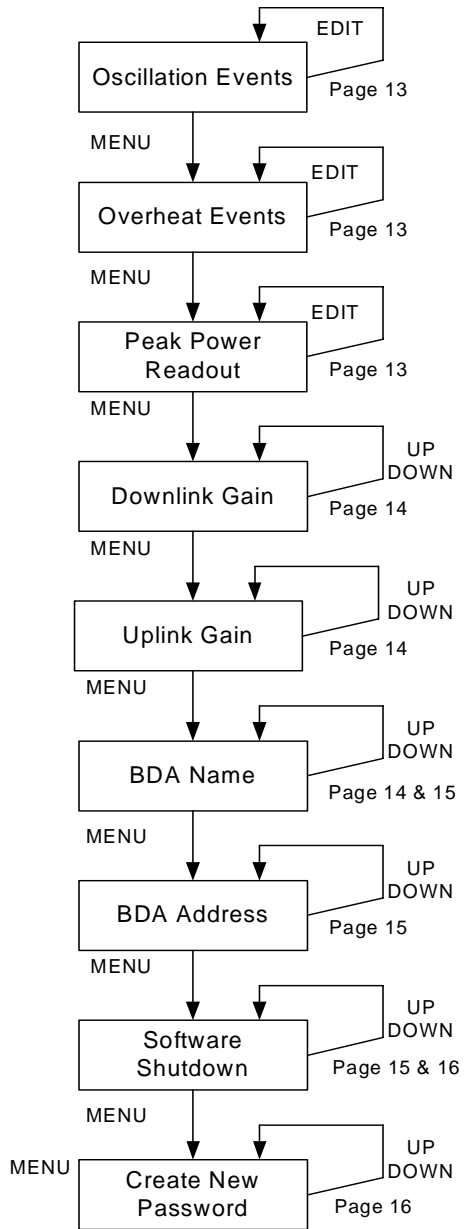 EDIT
Oscillation Events
Page 13
MENU
EDIT
Overheat Events
Page 13
MENU
EDIT
Peak Power
Readout
Page 13
MENU
UP
DOWN
Downlink Gain
Page 14
MENU
UP
DOWN
Uplink Gain
Page 14
MENU
UP
DOWN
BDA Name
Page 14 & 15
MENU
UP
DOWN
BDA Address
Page 15
MENU
UP
DOWN
Software
Shutdown
Page 15 & 16
MENU
UP
DOWN
MENU
Create New
Password
Page 16